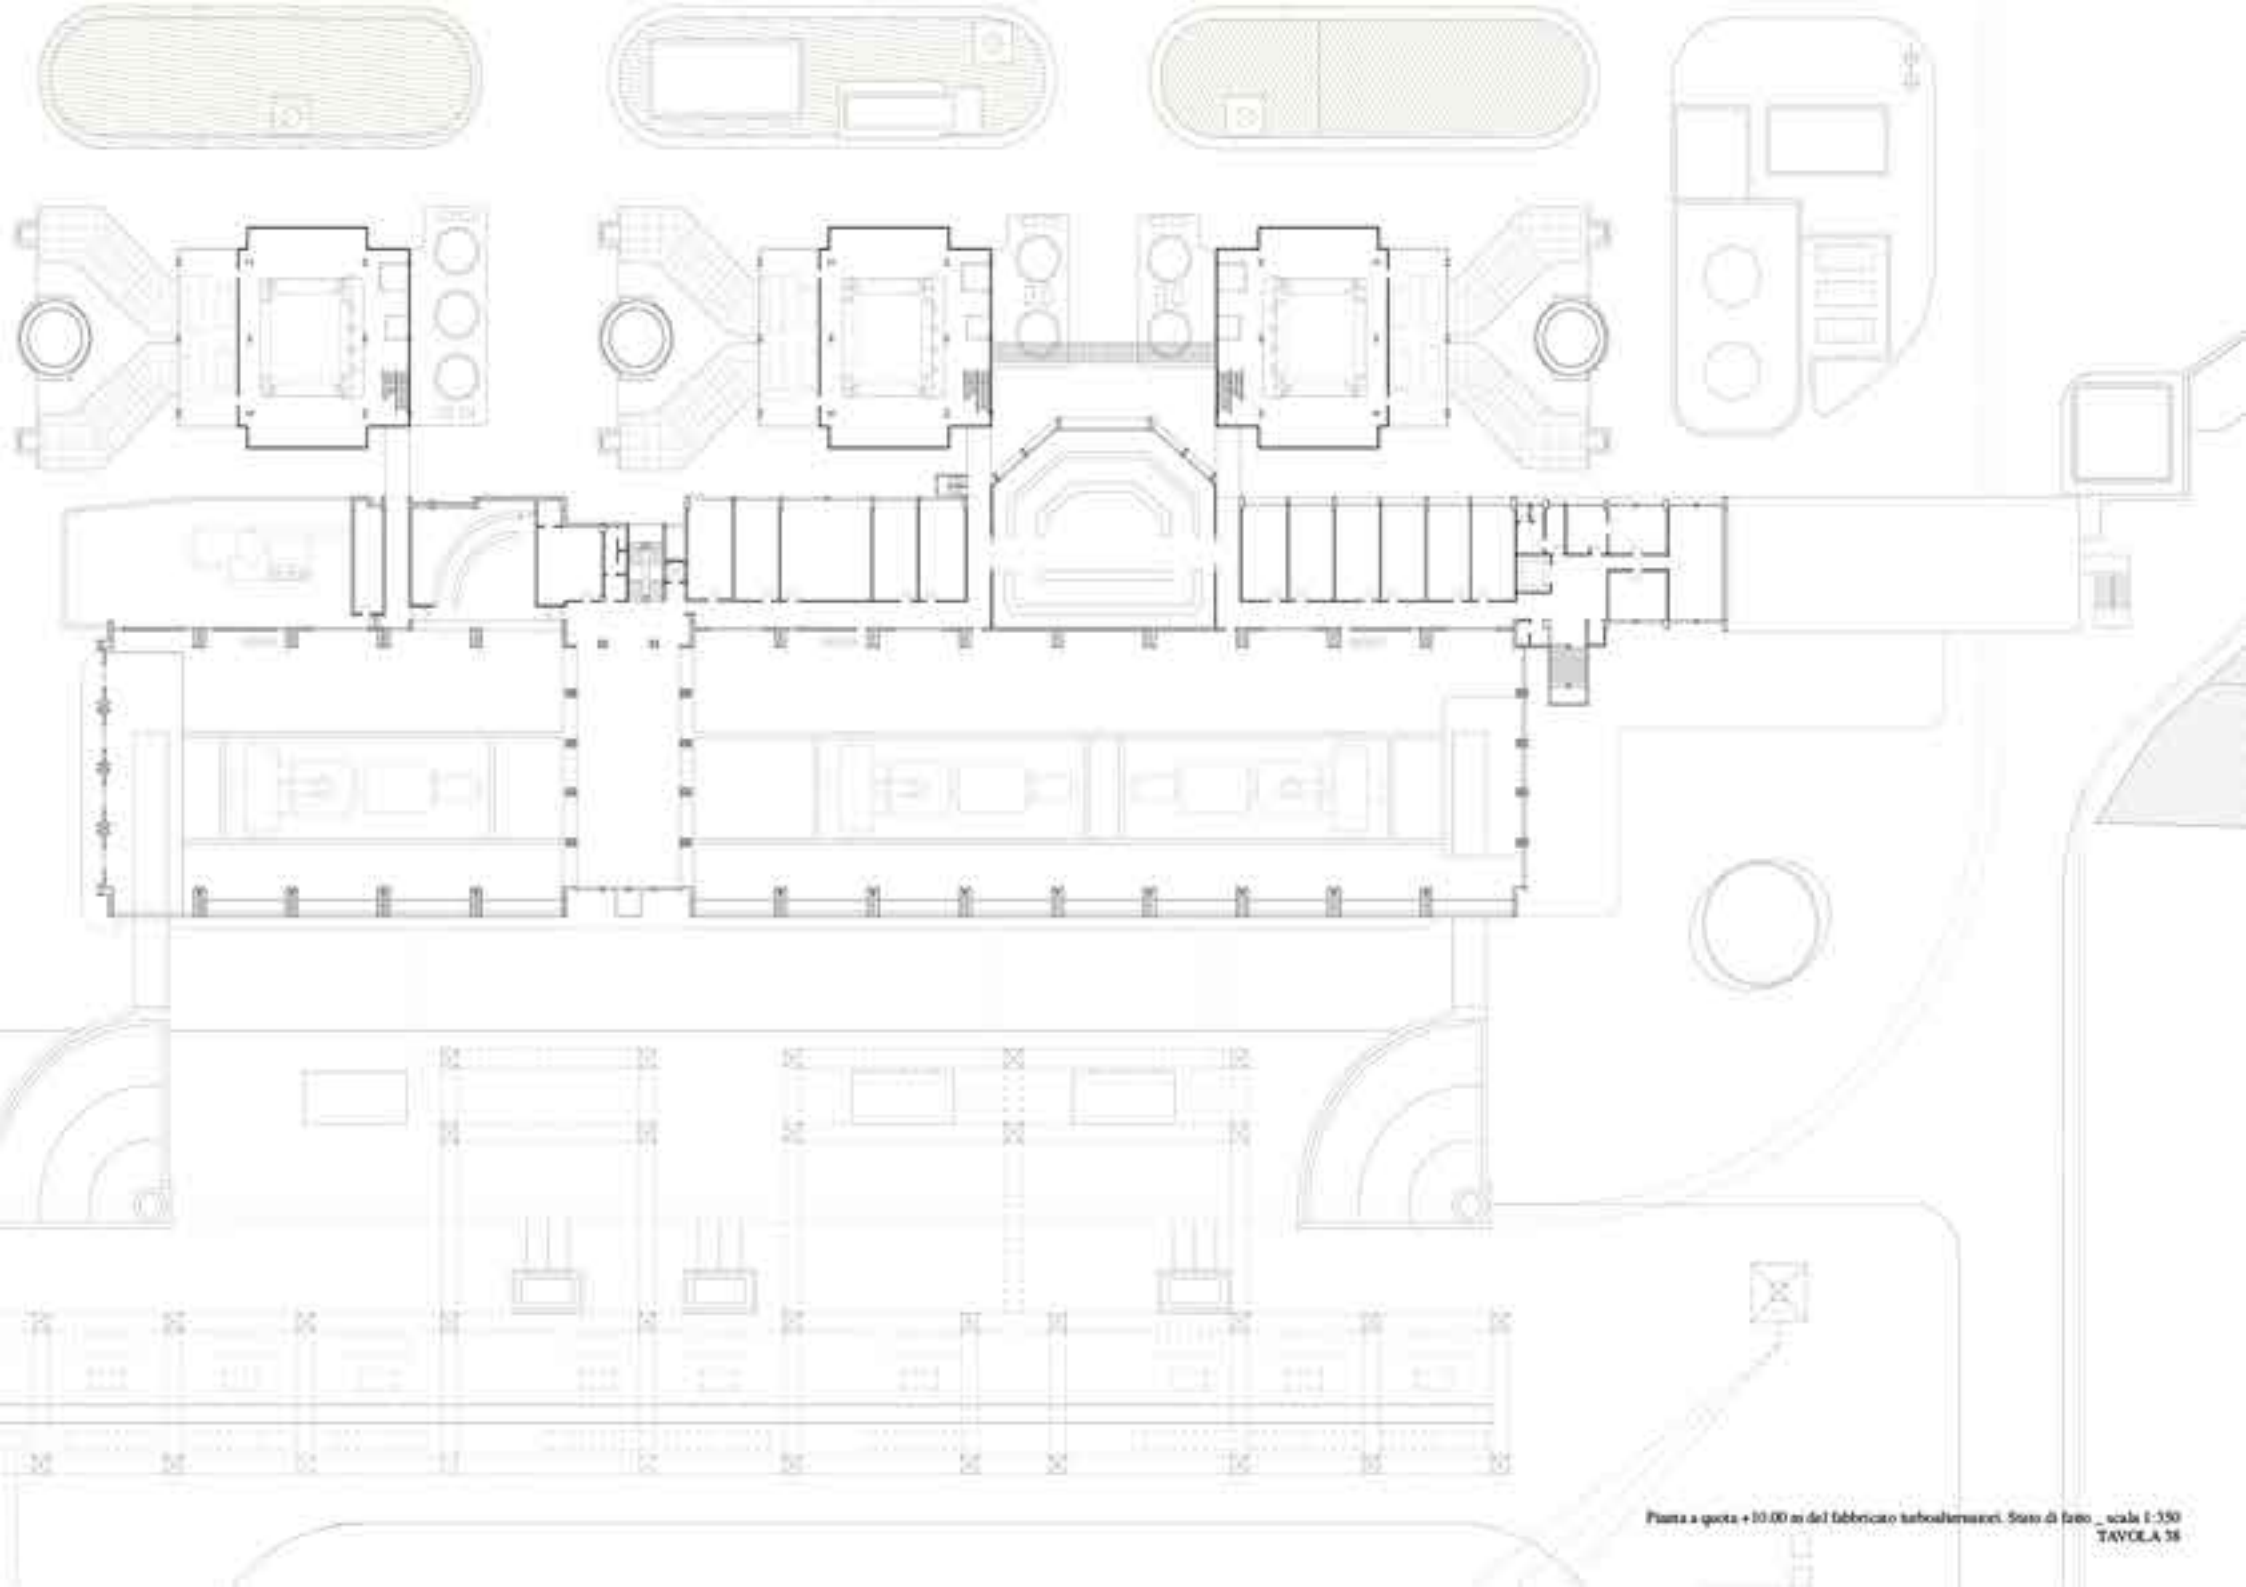 Pianta a quota +10.00 m del fabbricato turboalternatori. Stato di fatto _ scala 1:350
TAVOLA 38